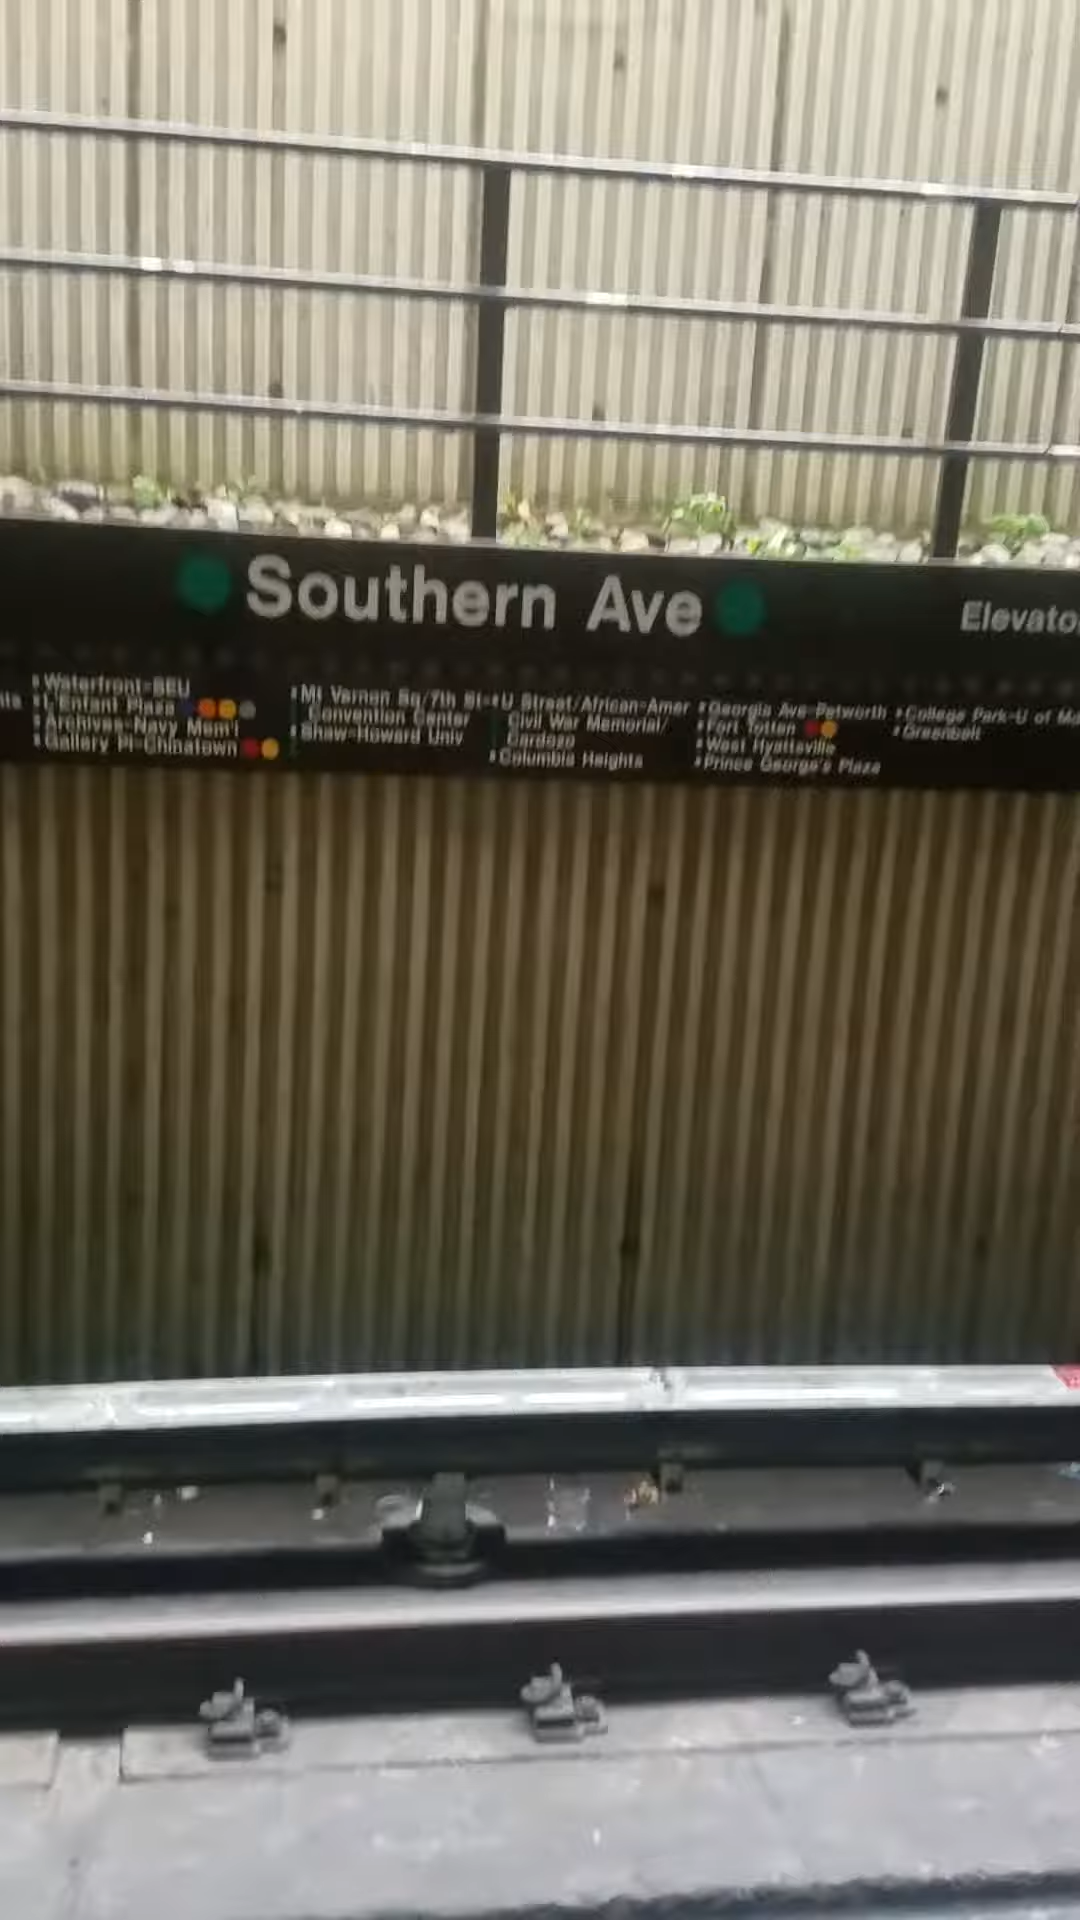 Southern Ave
Elevator
Waterfront-SEU
L'Enfant Plaza
Archives-Navy Mem'l
Gallery Pl-Chinatown
Mt Vernon Sq/7th St-
Convention Center
Shaw-Howard Univ
U Street/African-Amer
Civil War Memorial/
Cardozo
Columbia Heights
Georgia Ave-Petworth
Fort Totten
West Hyattsville
Prince George's Plaza
College Park-U of Md
Greenbelt